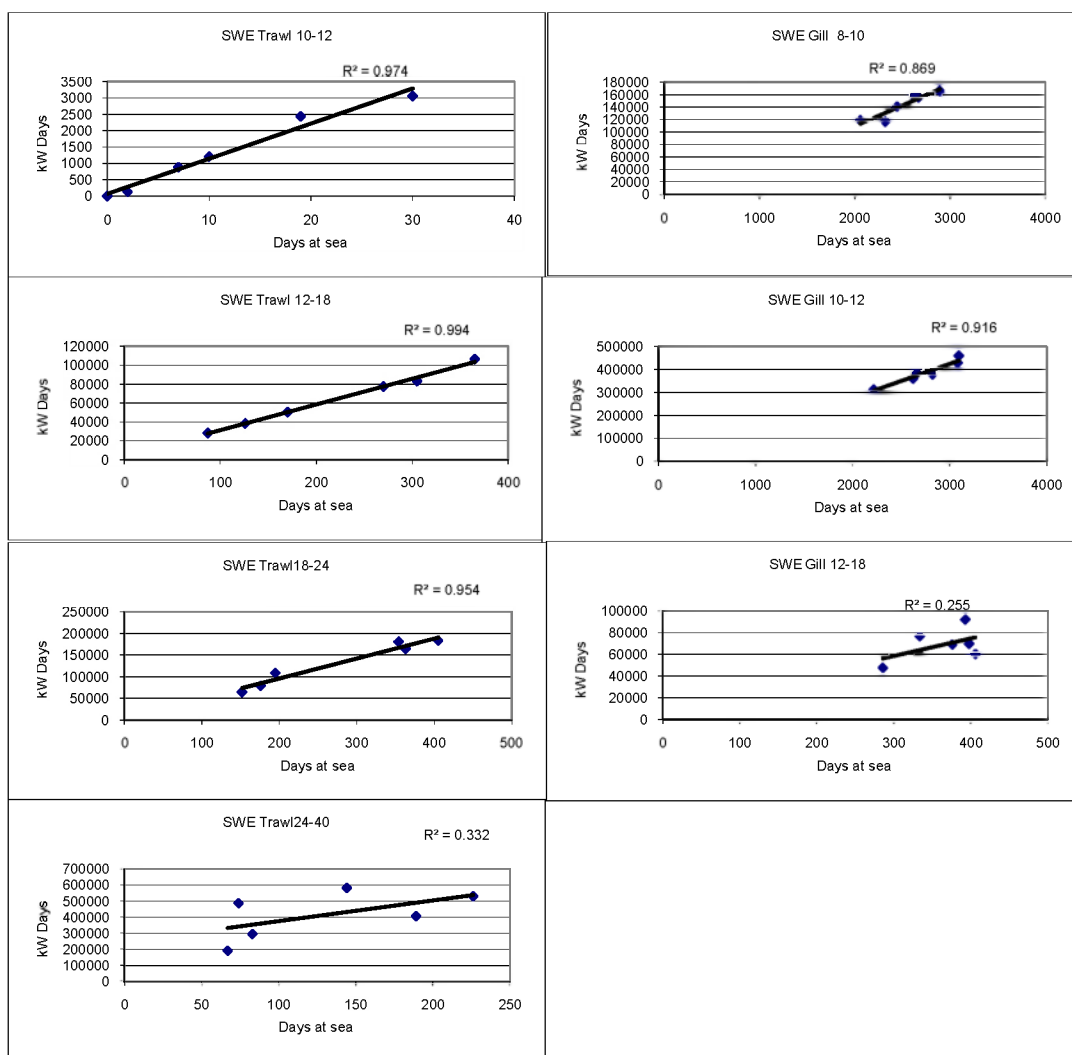 SWE Trawl 10-12
R² = 0.974
3500
3000
2500
2000
1500
1000
500
0
kW Days
0 10 20 30 40
Days at sea
SWE Gill 8-10
R² = 0.869
180000
160000
140000
120000
100000
80000
60000
40000
20000
0
kW Days
0 1000 2000 3000 4000
Days at sea
SWE Trawl 12-18
R² = 0.994
120000
100000
80000
60000
40000
20000
0
kW Days
0 100 200 300 400
Days at sea
SWE Gill 10-12
R² = 0.916
500000
400000
300000
200000
100000
0
kW Days
0 1000 2000 3000 4000
Days at sea
SWE Trawl18-24
R² = 0.954
250000
200000
150000
100000
50000
0
kW Days
0 100 200 300 400 500
Days at sea
SWE Gill 12-18
R² = 0.255
100000
80000
60000
40000
20000
0
kW Days
0 100 200 300 400 500
Days at sea
SWE Trawl24-40
R² = 0.332
700000
600000
500000
400000
300000
200000
100000
0
kW Days
0 50 100 150 200 250
Days at sea